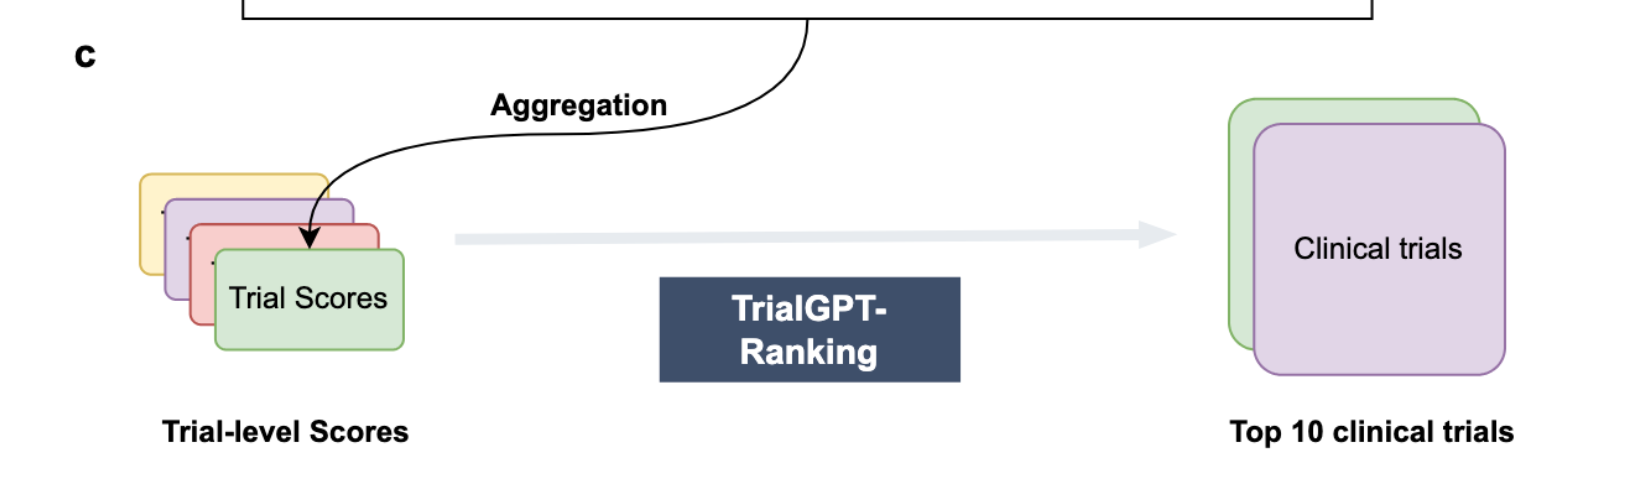 c
Aggregation
Trial Scores
TrialGPT-
Ranking
Clinical trials
Trial-level Scores
Top 10 clinical trials